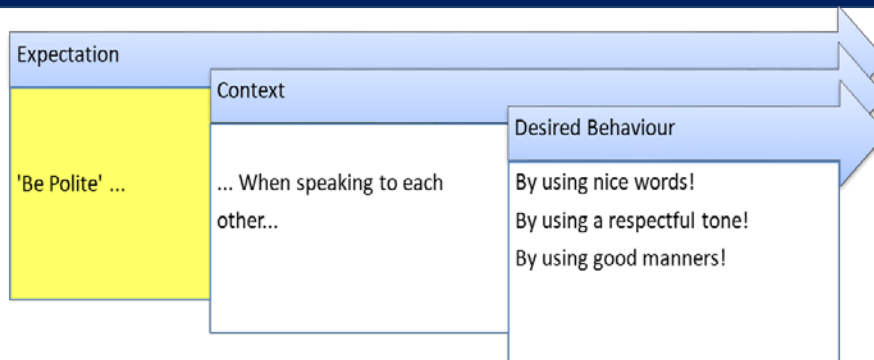 Expectation
'Be Polite' ...
Context
... When speaking to each
other...
Desired Behaviour
By using nice words!
By using a respectful tone!
By using good manners!